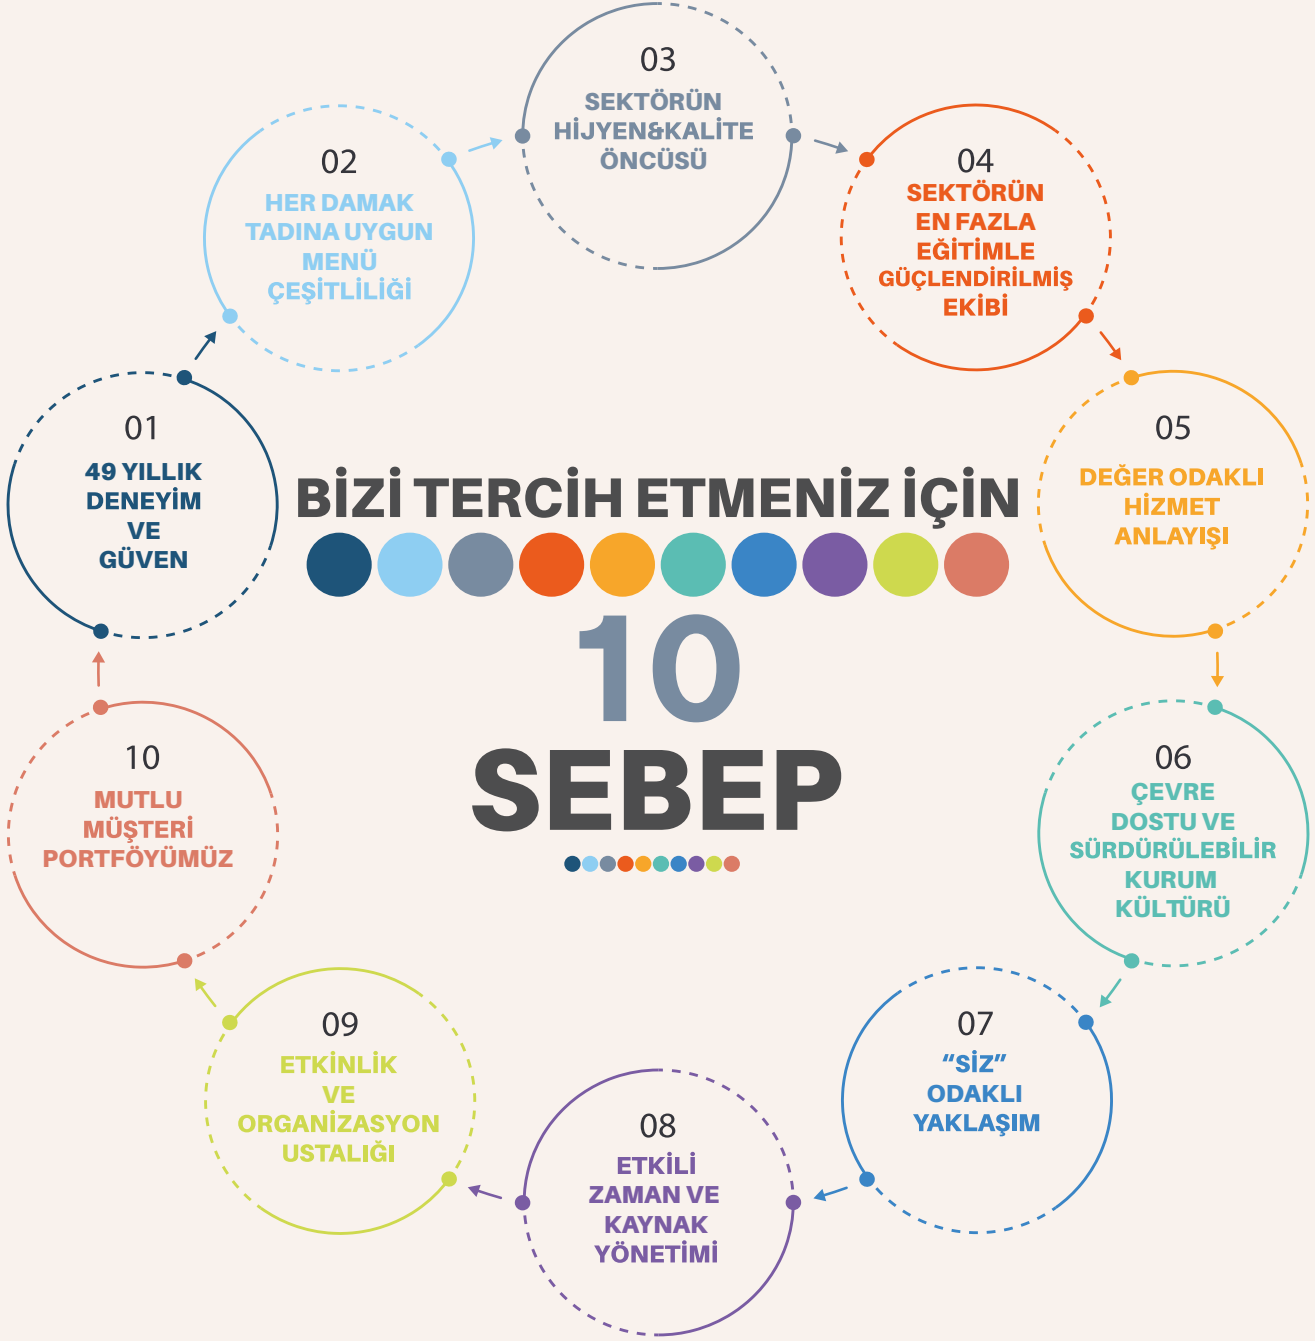 BİZİ TERCİH ETMENİZ İÇİN
10
SEBEP
01
49 YILLIK
DENEYİM
VE
GÜVEN
02
HER DAMAK
TADINA UYGUN
MENÜ
ÇEŞİTLİLİĞİ
03
SEKTÖRÜN
HİJYEN&KALİTE
ÖNCÜSÜ
04
SEKTÖRÜN
EN FAZLA
EĞİTİMLE
GÜÇLENDİRİLMİŞ
EKİBİ
05
DEĞER ODAKLI
HİZMET
ANLAYIŞI
06
ÇEVRE
DOSTU VE
SÜRDÜRÜLEBİLİR
KURUM
KÜLTÜRÜ
07
“SİZ”
ODAKLI
YAKLAŞIM
08
ETKİLİ
ZAMAN VE
KAYNAK
YÖNETİMİ
09
ETKİNLİK
VE
ORGANİZASYON
USTALIĞI
10
MUTLU
MÜŞTERİ
PORTFÖYÜMÜZ